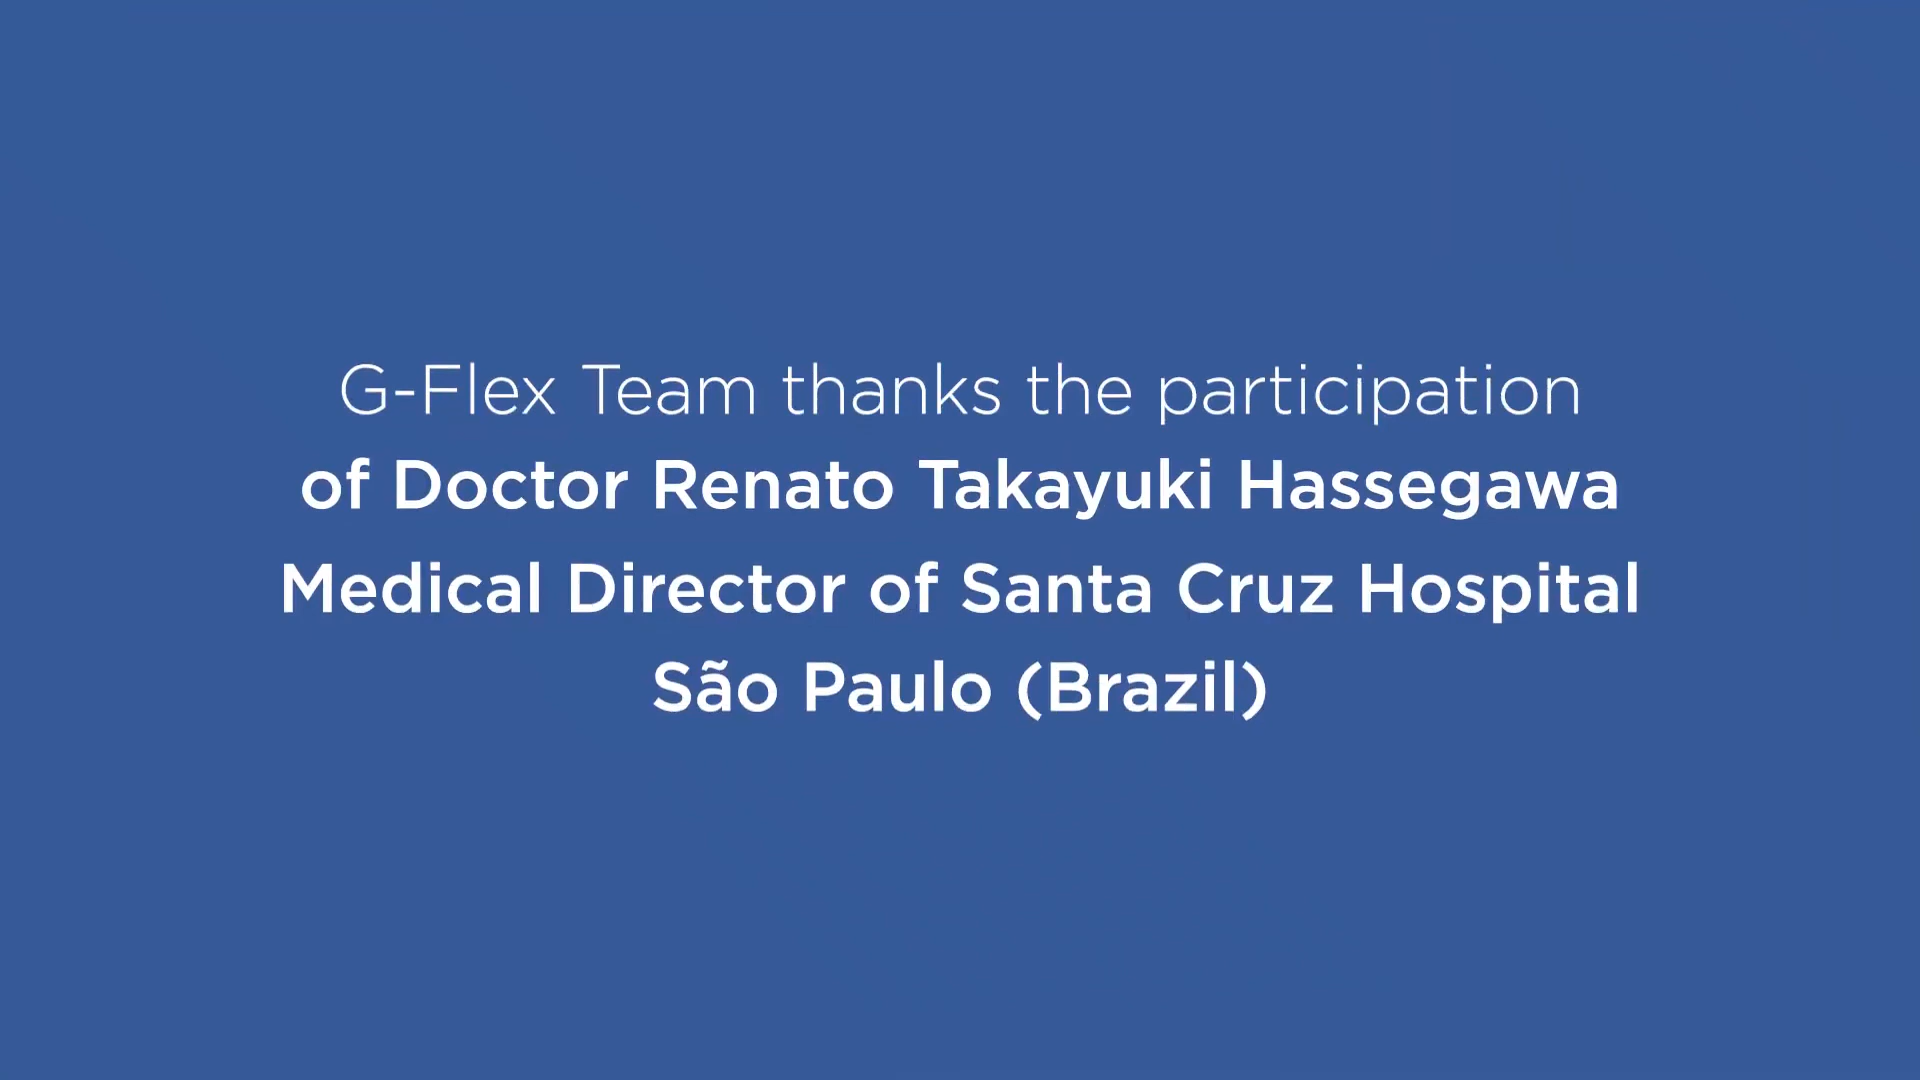 G-Flex Team thanks the participation
of Doctor Renato Takayuki Hassegawa
Medical Director of Santa Cruz Hospital
São Paulo (Brazil)